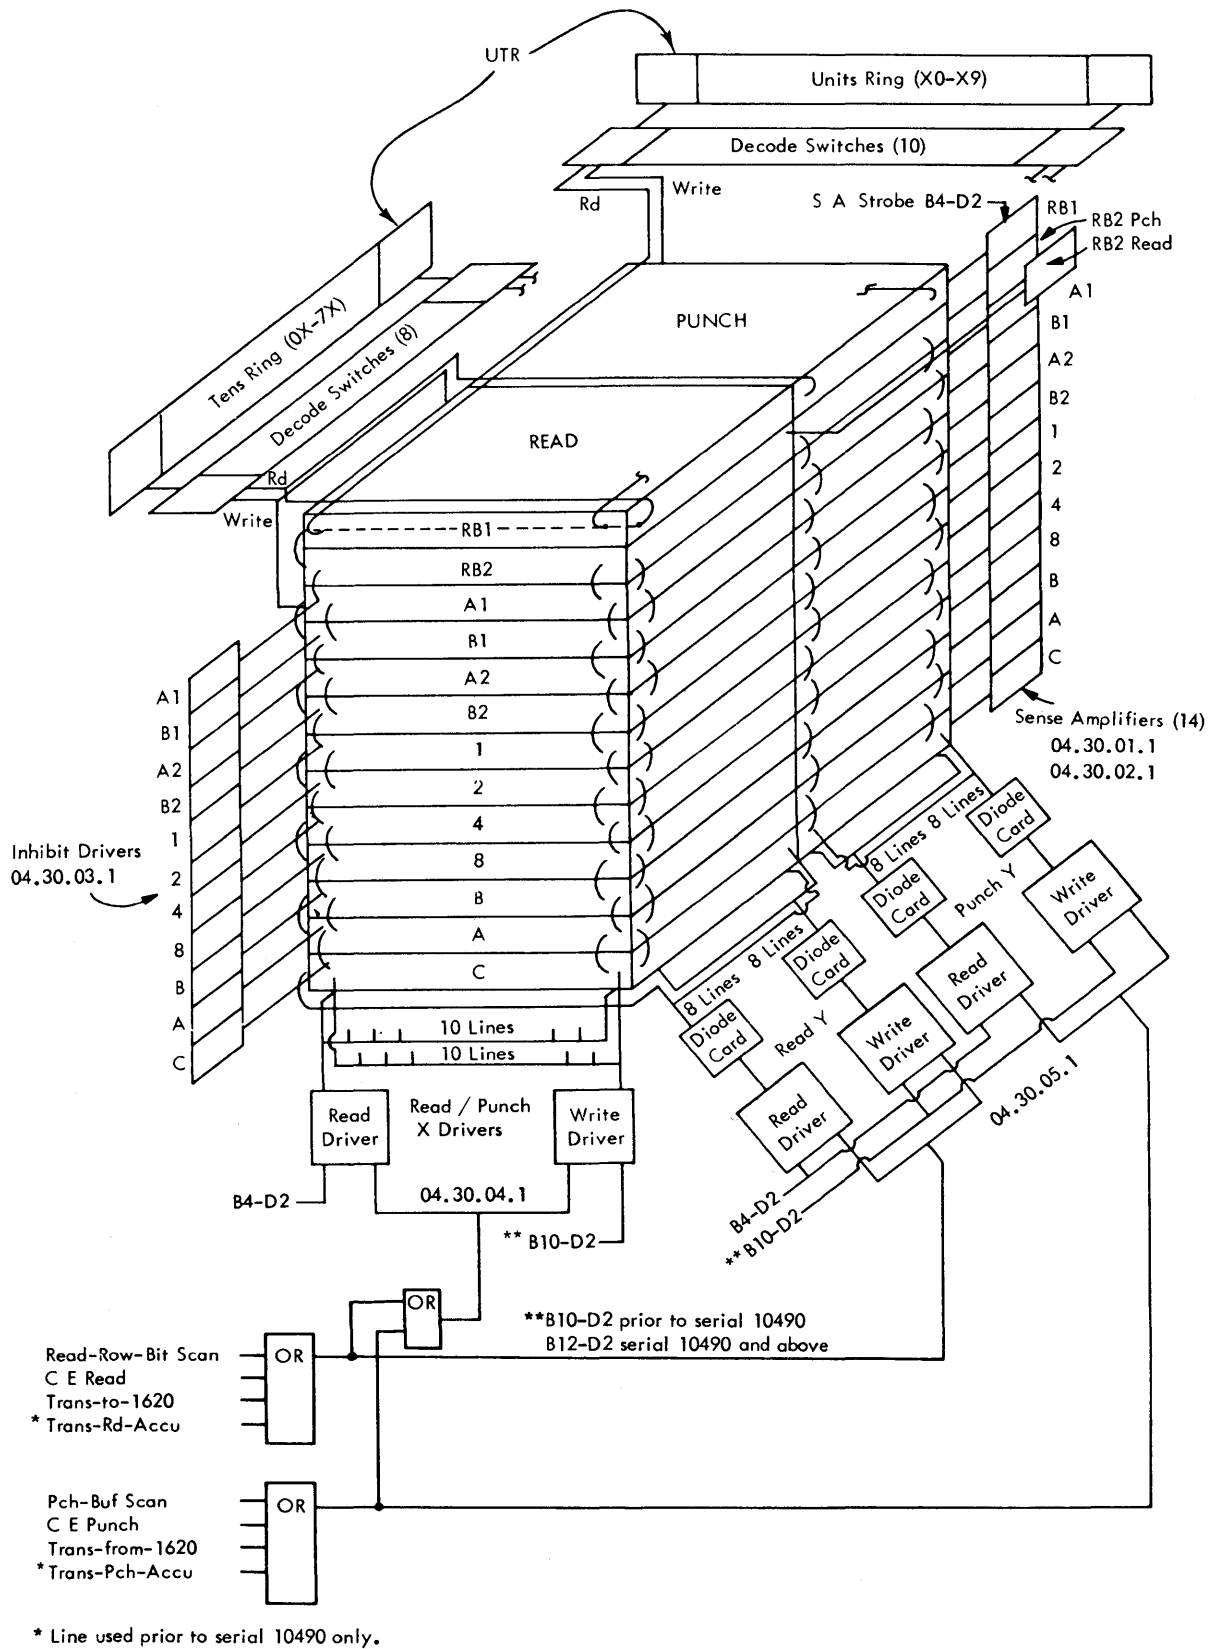 UTR
Units Ring (X0-X9)
Decode Switches (10)
Rd
Write
S A Strobe B4-D2
RB1
RB2 Pch
RB2 Read
A1
B1
A2
B2
1
2
4
8
B
A
C
Sense Amplifiers (14)
04.30.01.1
04.30.02.1
Tens Ring (0X-7X)
Decode Switches (8)
Rd
Write
PUNCH
READ
RB1
RB2
A1
B1
A2
B2
1
2
4
8
B
A
C
A1
B1
A2
B2
1
2
4
8
B
A
C
Inhibit Drivers
04.30.03.1
10 Lines
10 Lines
Read
Driver
Read / Punch
X Drivers
Write
Driver
B4-D2
04.30.04.1
** B10-D2
8 Lines
8 Lines
Diode
Card
Diode
Card
Read Y
Read
Driver
Write
Driver
8 Lines
8 Lines
Diode
Card
Diode
Card
Punch Y
Read
Driver
Write
Driver
04.30.05.1
B4-D2
**B10-D2
OR
**B10-D2 prior to serial 10490
B12-D2 serial 10490 and above
Read-Row-Bit Scan
C E Read
Trans-to-1620
* Trans-Rd-Accu
OR
Pch-Buf Scan
C E Punch
Trans-from-1620
* Trans-Pch-Accu
OR
* Line used prior to serial 10490 only.